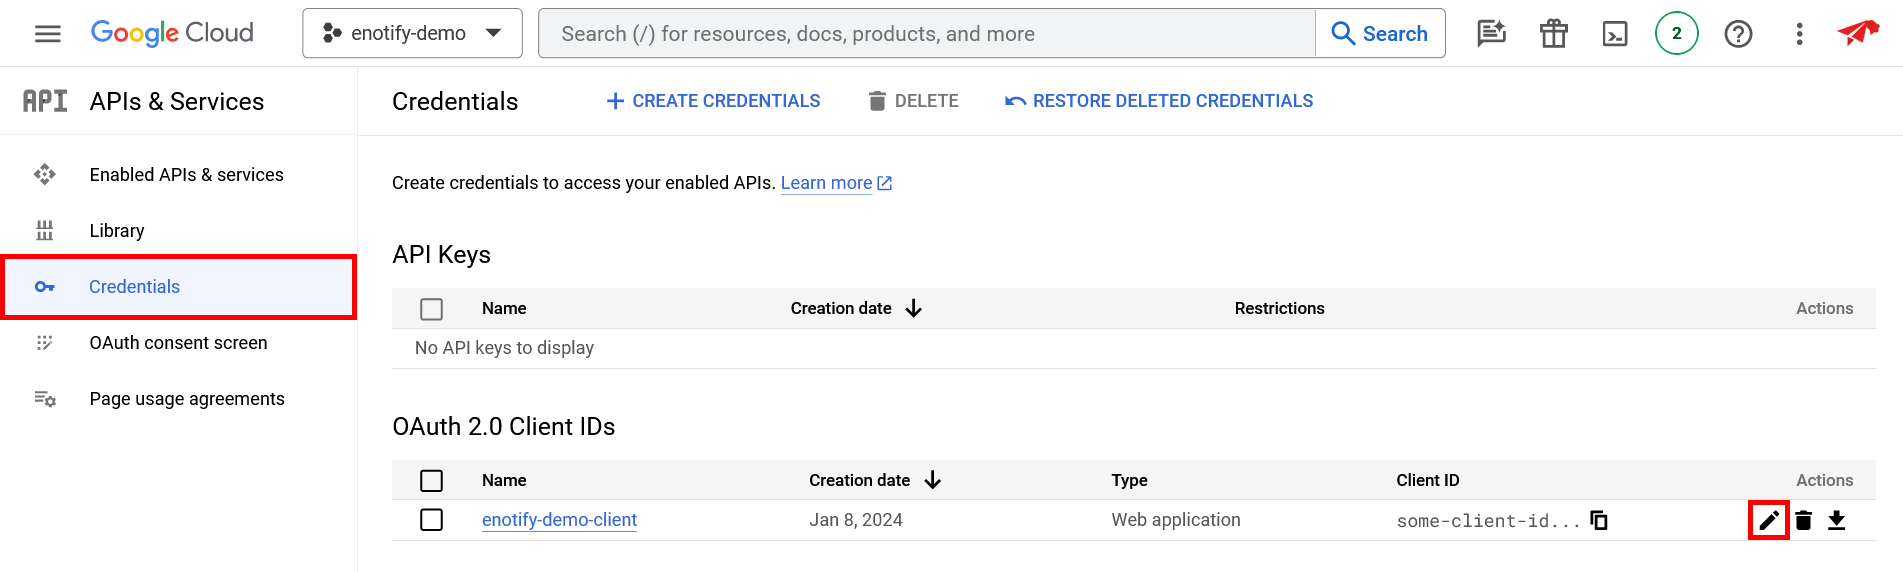 Google Cloud enotify-demo Search (/) for resources, docs, products, and more Search 2
API APIs & Services
Credentials CREATE CREDENTIALS DELETE RESTORE DELETED CREDENTIALS
Enabled APIs & services
Library
Credentials
OAuth consent screen
Page usage agreements
Create credentials to access your enabled APIs. Learn more
API Keys
Name Creation date Restrictions Actions
No API keys to display
OAuth 2.0 Client IDs
Name Creation date Type Client ID Actions
enotify-demo-client Jan 8, 2024 Web application some-client-id...